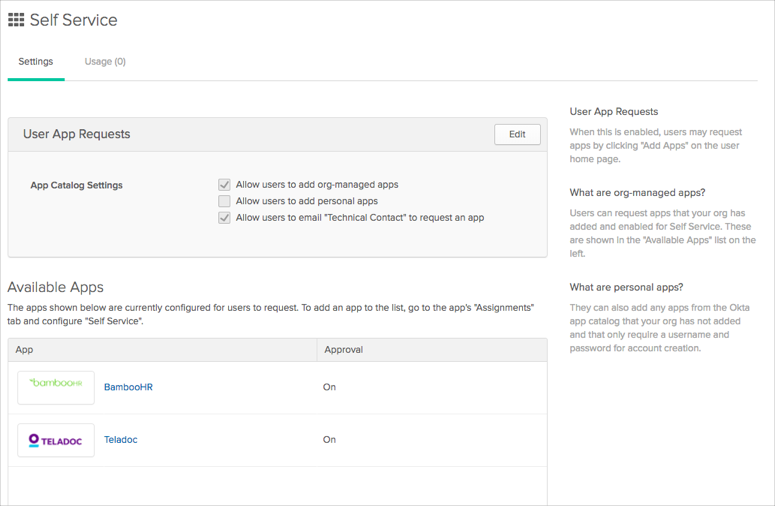 Self Service
Settings
Usage (0)
User App Requests
Edit
App Catalog Settings
Allow users to add org-managed apps
Allow users to add personal apps
Allow users to email "Technical Contact" to request an app
Available Apps
The apps shown below are currently configured for users to request. To add an app to the list, go to the app's "Assignments"
tab and configure "Self Service".
App
Approval
bambooHR
BambooHR
On
TELADOC
Teladoc
On
User App Requests
When this is enabled, users may request
apps by clicking "Add Apps" on the user
home page.
What are org-managed apps?
Users can request apps that your org has
added and enabled for Self Service. These
are shown in the "Available Apps" list on the
left.
What are personal apps?
They can also add any apps from the Okta
app catalog that your org has not added
and that only require a username and
password for account creation.